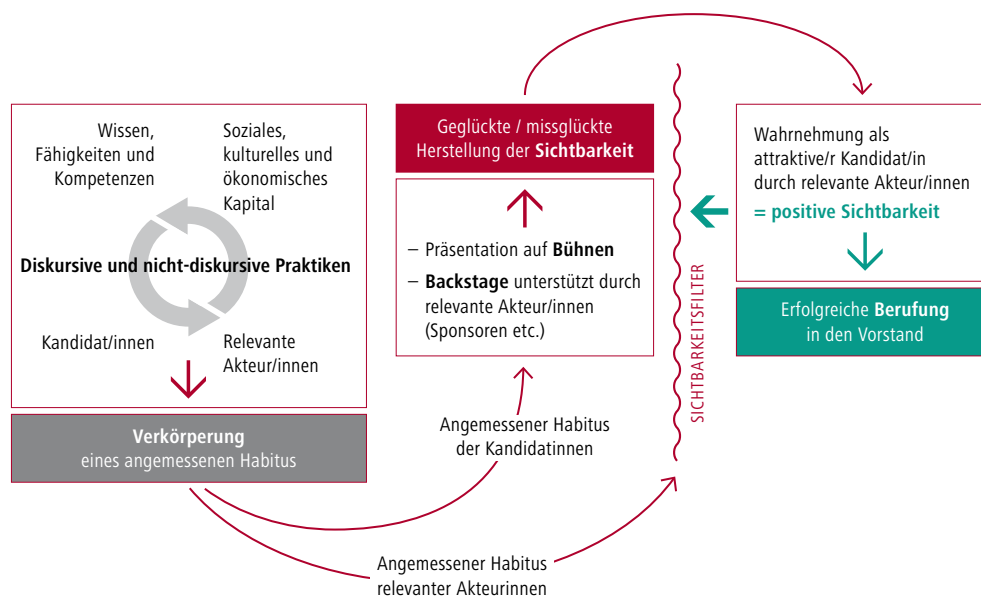 Wissen,
Fähigkeiten und
Kompetenzen
Soziales,
kulturelles und
ökonomisches
Kapital
Diskursive und nicht-diskursive Praktiken
Kandidat/innen
Relevante
Akteur/innen
Verkörperung
eines angemessenen Habitus
Geglückte / missglückte
Herstellung der Sichtbarkeit
– Präsentation auf Bühnen
– Backstage unterstützt durch
relevante Akteur/innen
(Sponsoren etc.)
Angemessener Habitus
der Kandidatinnen
Angemessener Habitus
relevanter Akteurinnen
SICHTBARKEITSFILTER
Wahrnehmung als
attraktive/r Kandidat/in
durch relevante Akteur/innen
= positive Sichtbarkeit
Erfolgreiche Berufung
in den Vorstand